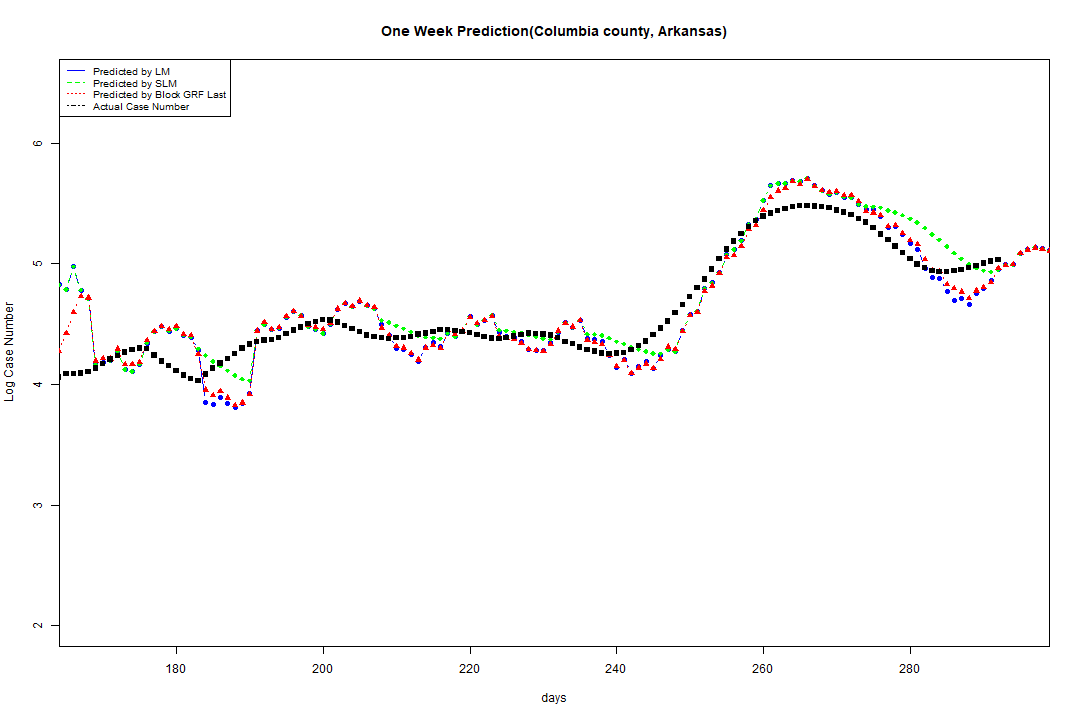 One Week Prediction(Columbia county, Arkansas)
Predicted by LM
Predicted by SLM
Predicted by Block GRF Last
Actual Case Number
6
5
4
3
2
Log Case Number
180 200 220 240 260 280
days